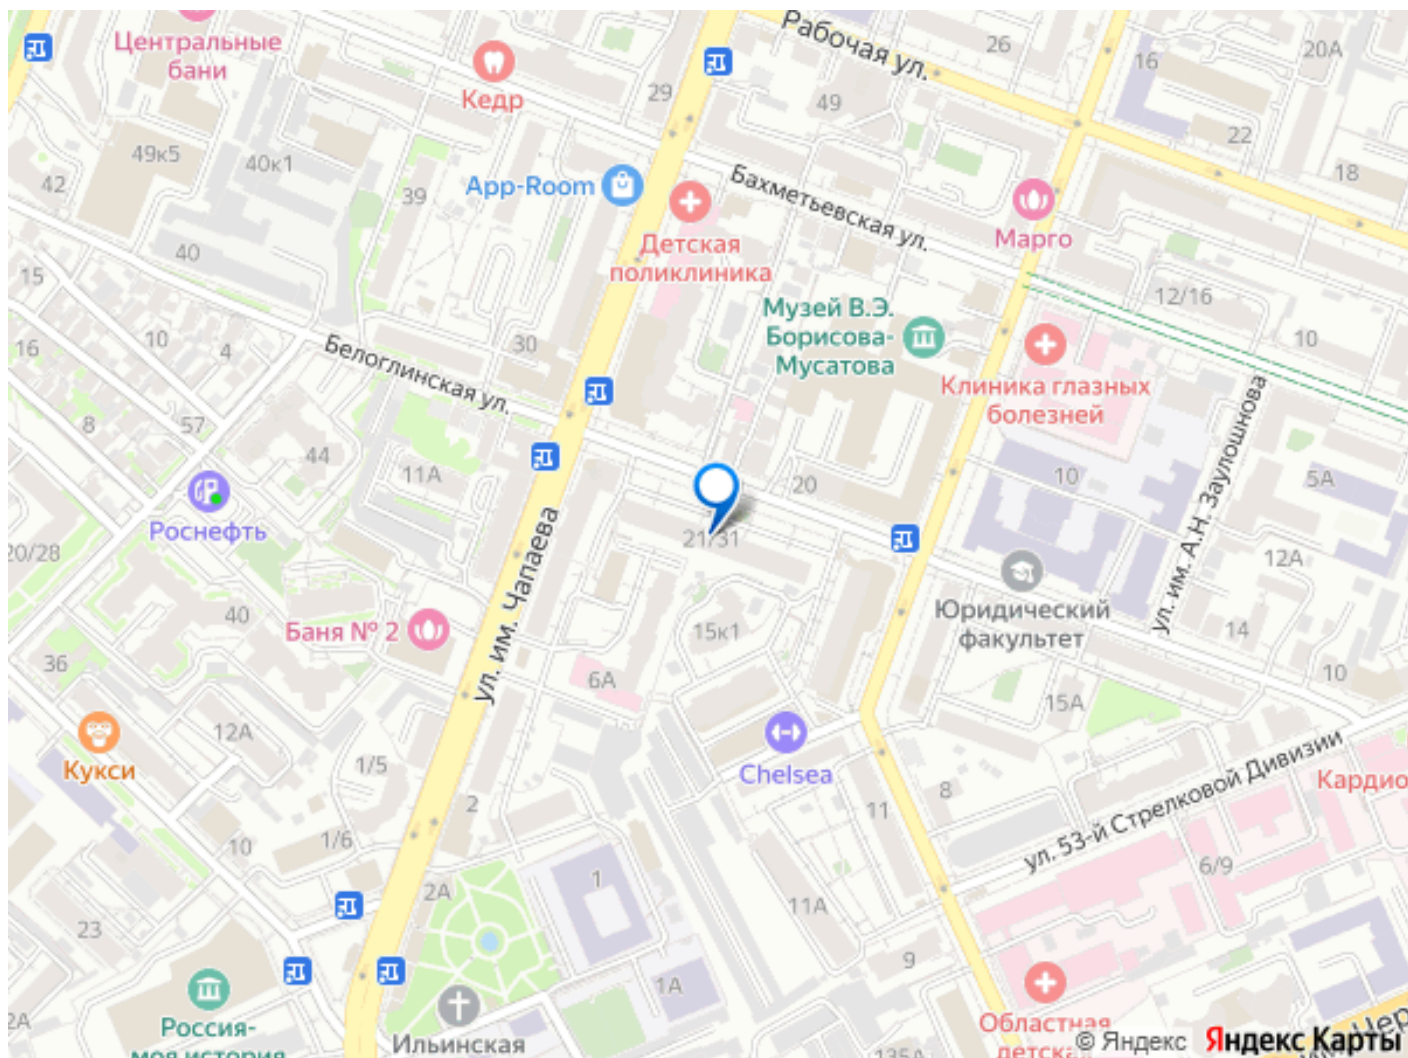 Центральные
бани
Кедр
29
Рабочая ул.
26
20А
16
49
22
18
49к5
40к1
42
39
App-Room
Детская
поликлиника
Бахметьевская ул.
Марго
40
15
10
4
16
30
Белоглинская ул.
Музей В.Э.
Борисова-
Мусатова
12/16
10
Клиника глазных
болезней
8
57
44
11А
Роснефть
20/28
20
10
5А
ул. им. А.Н. Заулошнова
21/31
12А
ул. им. Чапаева
Юридический
факультет
40
Баня № 2
15к1
14
36
6А
10
15А
12А
Кукси
1/5
Chelsea
ул. 53-й Стрелковой Дивизии
Кардио
2
11
8
10
1/6
6/9
2А
1
11А
23
9
1А
2А
Россия-
моя история
Ильинская
Областная
детская
135А
© Яндекс
Яндекс Карты